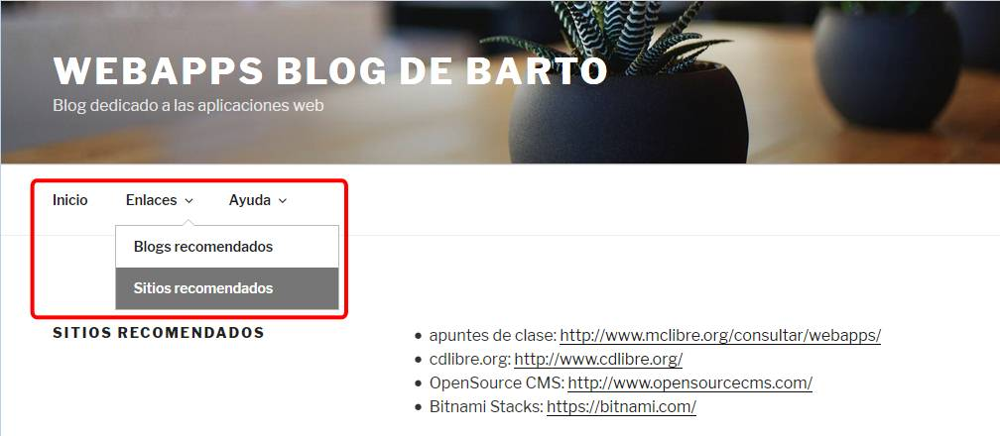 WEBAPPS BLOG DE BARTO
Blog dedicado a las aplicaciones web
Inicio Enlaces Ayuda
Blogs recomendados
Sitios recomendados
SITIOS RECOMENDADOS
apuntes de clase: http://www.mclibre.org/consultar/webapps/
cdlibre.org: http://www.cdlibre.org/
OpenSource CMS: http://www.opensourcecms.com/
Bitnami Stacks: https://bitnami.com/